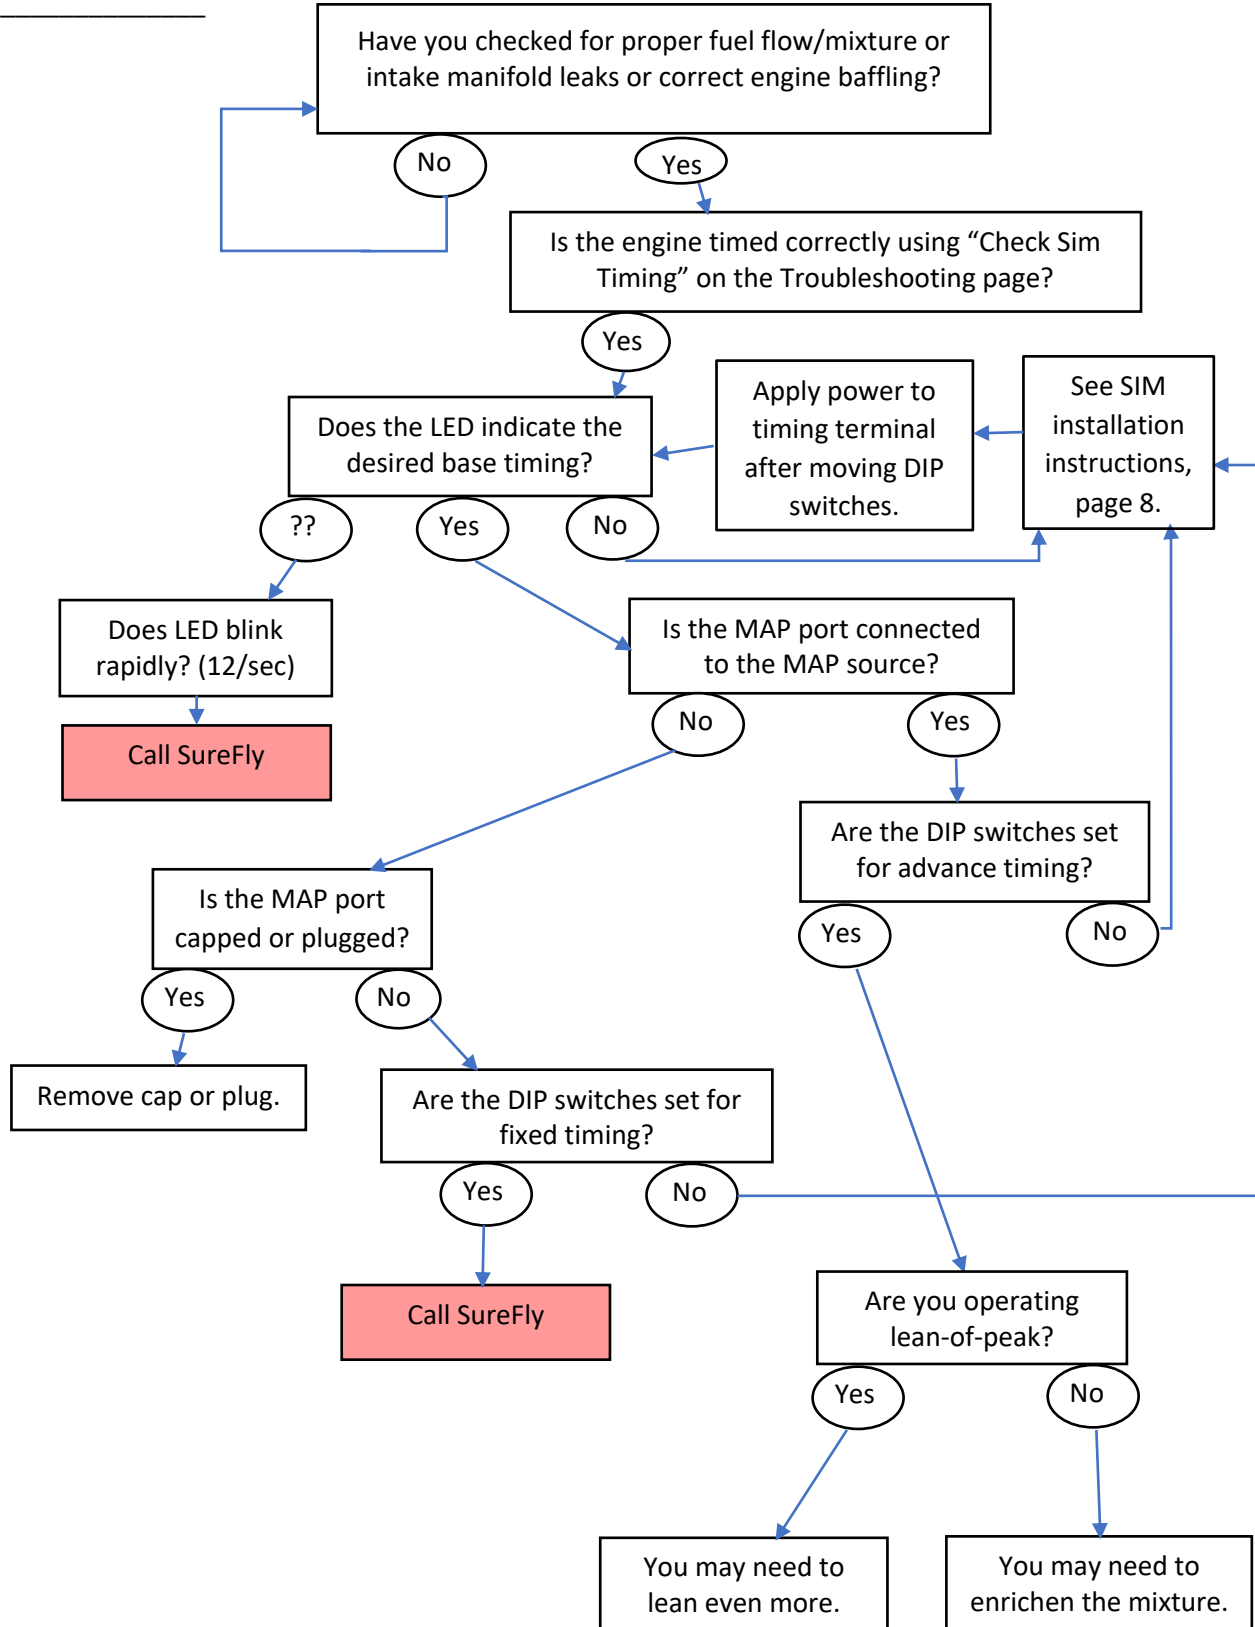 Have you checked for proper fuel flow/mixture or
intake manifold leaks or correct engine baffling?
No
Yes
Is the engine timed correctly using “Check Sim
Timing” on the Troubleshooting page?
Yes
Does the LED indicate the
desired base timing?
Apply power to
timing terminal
after moving DIP
switches.
See SIM
installation
instructions,
page 8.
??
Yes
No
Does LED blink
rapidly? (12/sec)
Call SureFly
Is the MAP port connected
to the MAP source?
No
Yes
Are the DIP switches set
for advance timing?
Yes
No
Is the MAP port
capped or plugged?
Yes
No
Remove cap or plug.
Are the DIP switches set for
fixed timing?
Yes
No
Call SureFly
Are you operating
lean-of-peak?
Yes
No
You may need to
lean even more.
You may need to
enrichen the mixture.